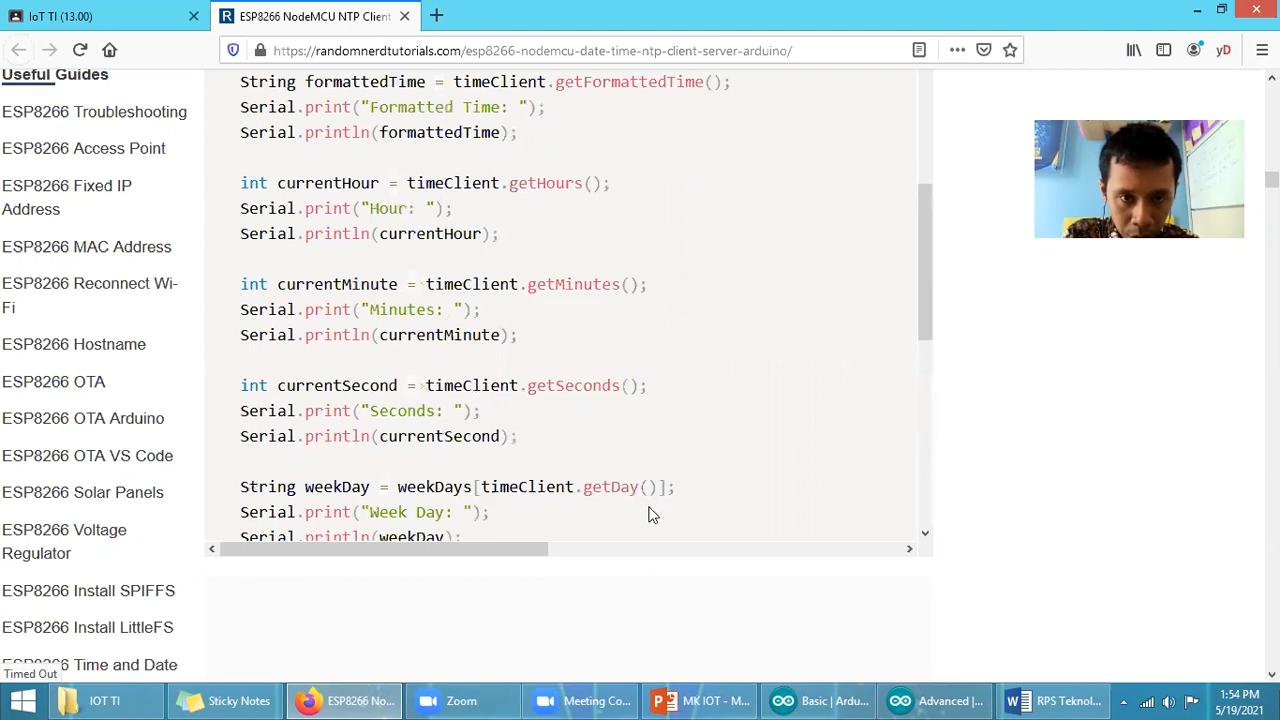 IoT TI (13.00)
ESP8266 NodeMCU NTP Client
https://randomnerdtutorials.com/esp8266-nodemcu-date-time-ntp-client-server-arduino/
yD
Useful Guides
ESP8266 Troubleshooting
ESP8266 Access Point
ESP8266 Fixed IP
Address
ESP8266 MAC Address
ESP8266 Reconnect Wi-
Fi
ESP8266 Hostname
ESP8266 OTA
ESP8266 OTA Arduino
ESP8266 OTA VS Code
ESP8266 Solar Panels
ESP8266 Voltage
Regulator
ESP8266 Install SPIFFS
ESP8266 Install LittleFS
ESP8266 Time and Date
Timed Out
String formattedTime = timeClient.getFormattedTime();
Serial.print("Formatted Time: ");
Serial.println(formattedTime);
int currentHour = timeClient.getHours();
Serial.print("Hour: ");
Serial.println(currentHour);
int currentMinute = timeClient.getMinutes();
Serial.print("Minutes: ");
Serial.println(currentMinute);
int currentSecond = timeClient.getSeconds();
Serial.print("Seconds: ");
Serial.println(currentSecond);
String weekDay = weekDays[timeClient.getDay()];
Serial.print("Week Day: ");
Serial.println(weekDay);
IOT TI
Sticky Notes
ESP8266 No...
Zoom
Meeting Co...
MK IOT - M...
Basic | Ardu...
Advanced |...
RPS Teknol...
1:54 PM
5/19/2021